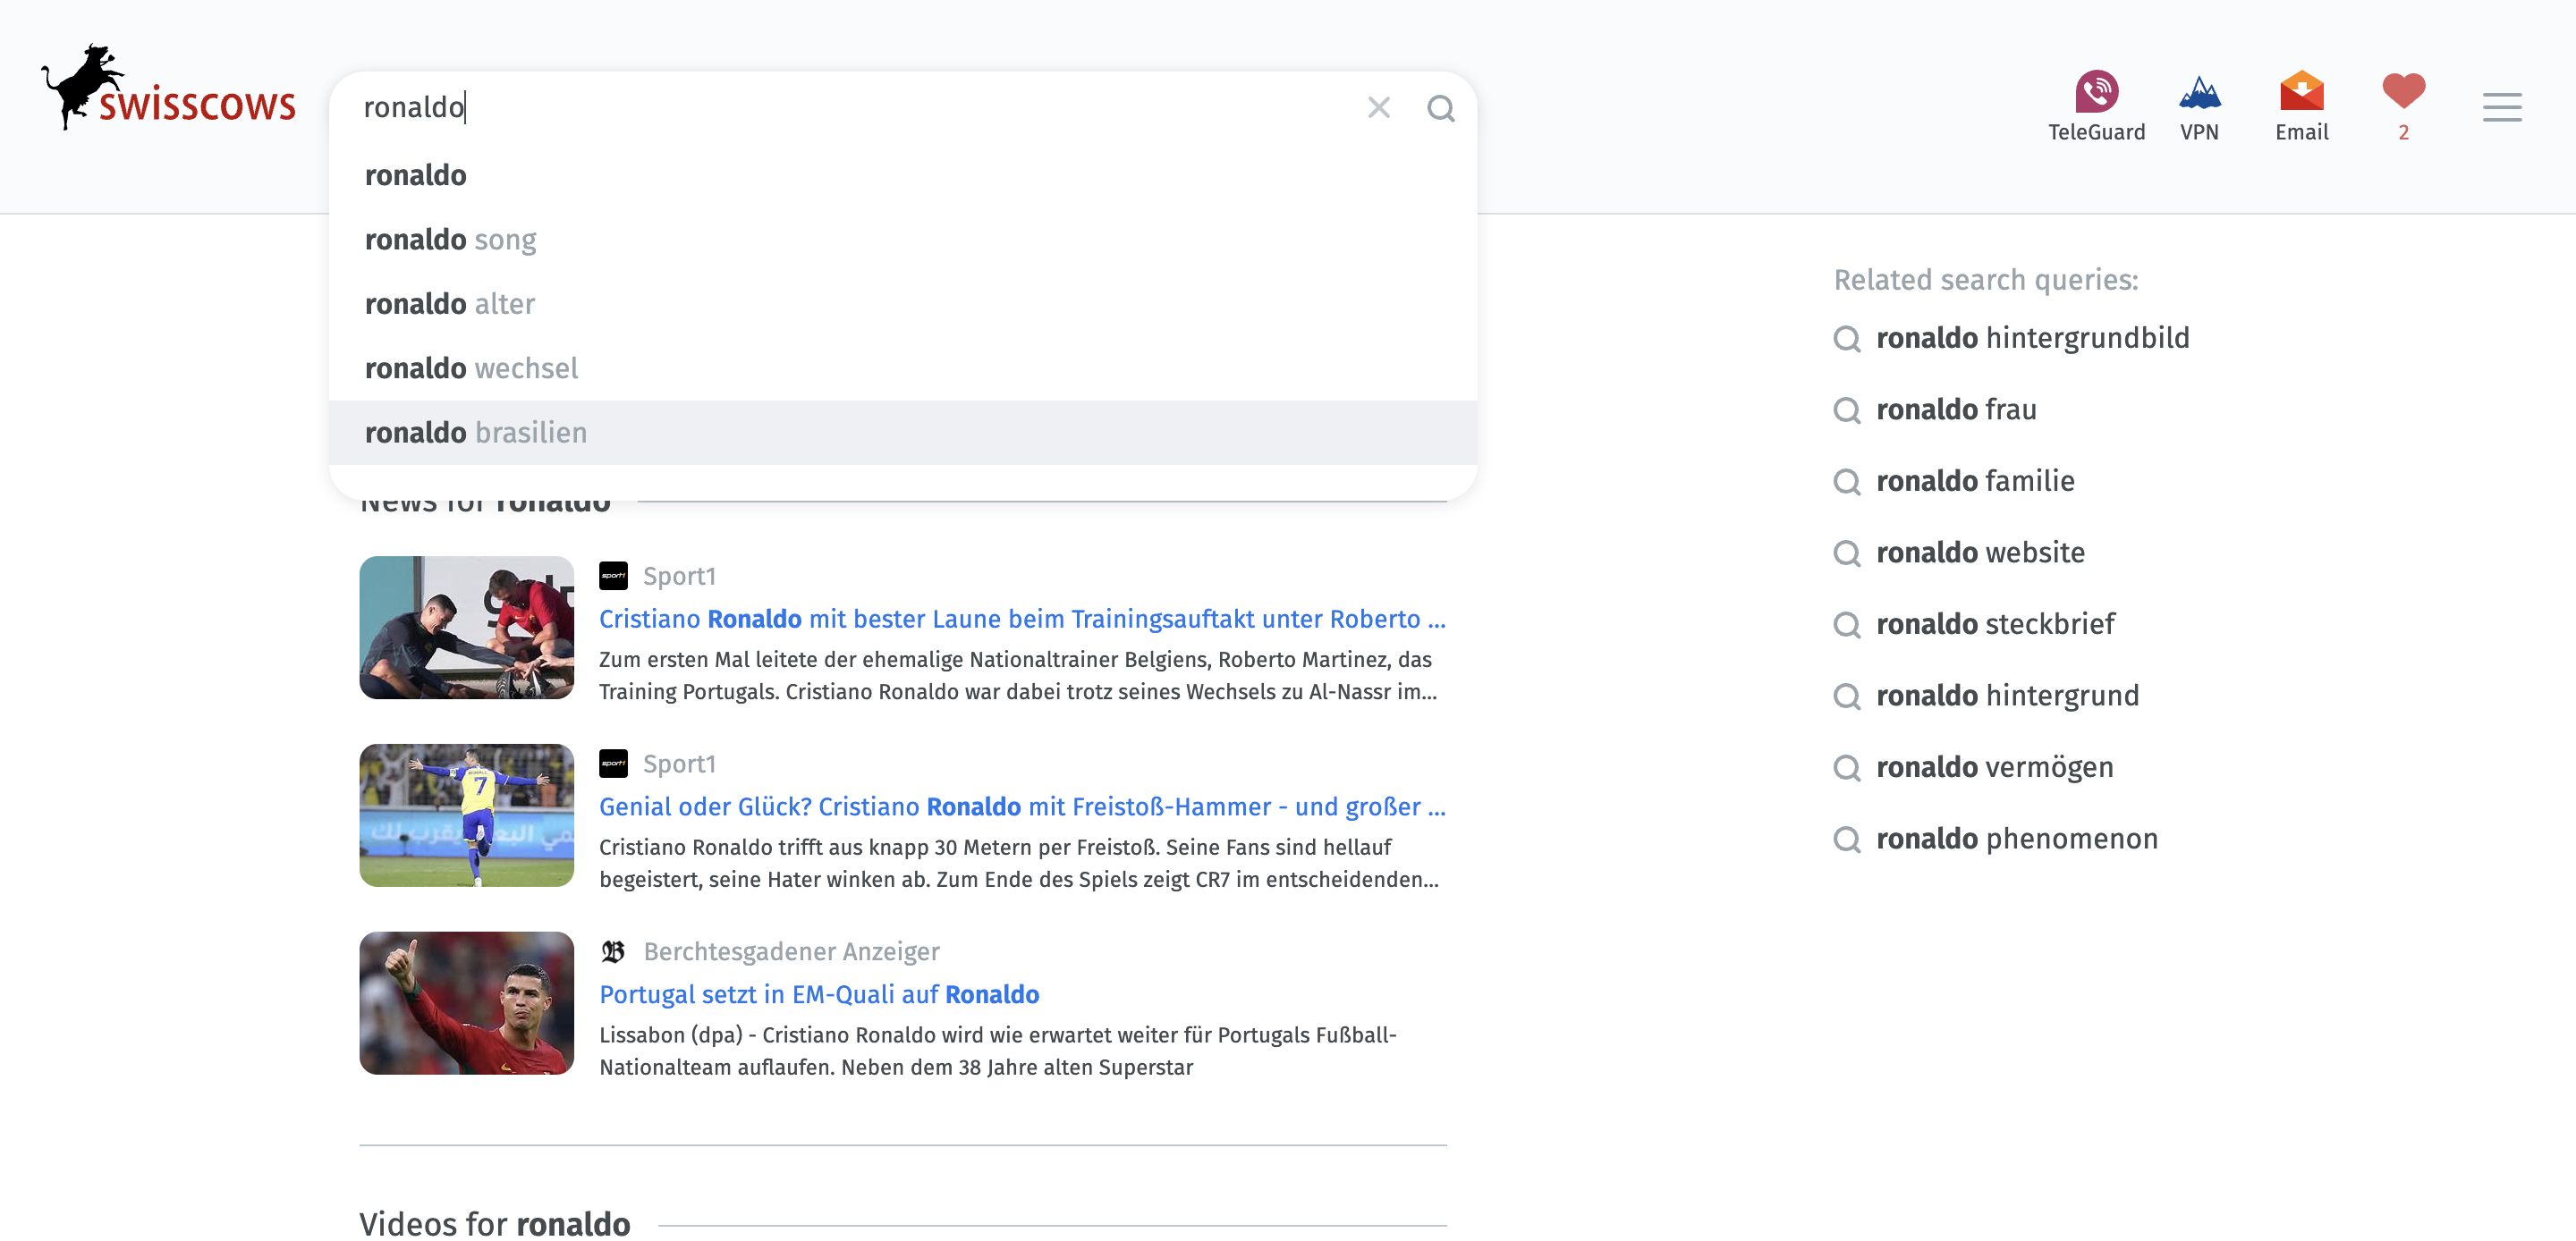 swisscows
ronaldo
TeleGuard
VPN
Email
2
ronaldo
ronaldo song
ronaldo alter
ronaldo wechsel
ronaldo brasilien
News for ronaldo
Sport1
Cristiano Ronaldo mit bester Laune beim Trainingsauftakt unter Roberto ...
Zum ersten Mal leitete der ehemalige Nationaltrainer Belgiens, Roberto Martinez, das
Training Portugals. Cristiano Ronaldo war dabei trotz seines Wechsels zu Al-Nassr im...
Sport1
Genial oder Glück? Cristiano Ronaldo mit Freistoß-Hammer - und großer ...
Cristiano Ronaldo trifft aus knapp 30 Metern per Freistoß. Seine Fans sind hellauf
begeistert, seine Hater winken ab. Zum Ende des Spiels zeigt CR7 im entscheidenden...
7
Berchtesgadener Anzeiger
Portugal setzt in EM-Quali auf Ronaldo
Lissabon (dpa) - Cristiano Ronaldo wird wie erwartet weiter für Portugals Fußball-
Nationalteam auflaufen. Neben dem 38 Jahre alten Superstar
Videos for ronaldo
Related search queries:
ronaldo hintergrundbild
ronaldo frau
ronaldo familie
ronaldo website
ronaldo steckbrief
ronaldo hintergrund
ronaldo vermögen
ronaldo phenomenon